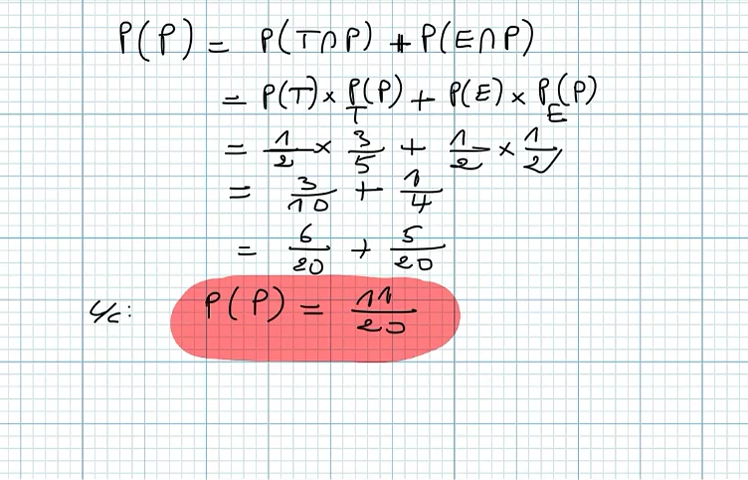 P(P) = P(T∩P) + P(E∩P)
= P(T) × P_T(P) + P(E) × P_E(P)
= 1/2 × 3/5 + 1/2 × 1/2
= 3/10 + 1/4
= 6/20 + 5/20
c/c: P(P) = 11/20